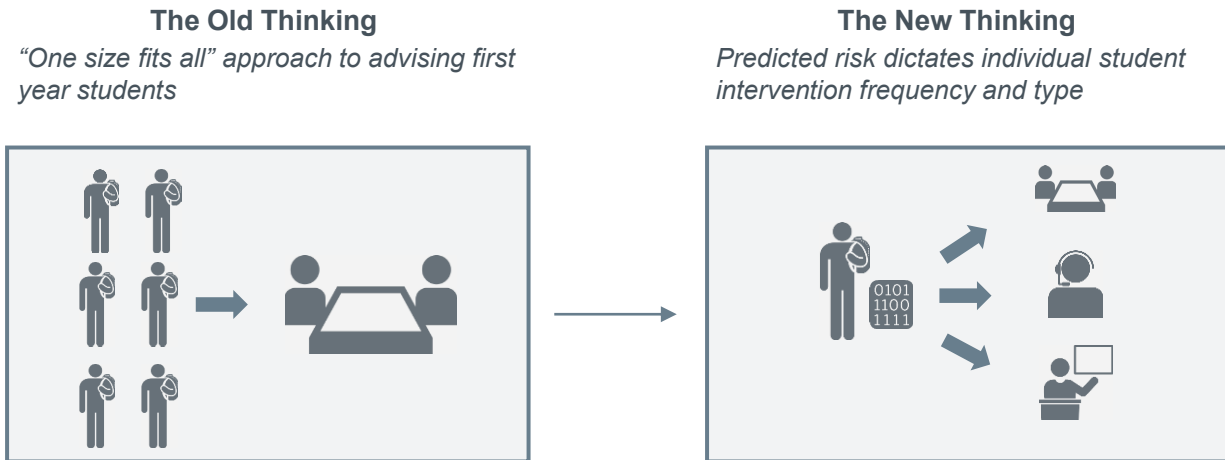 The Old Thinking
“One size fits all” approach to advising first
year students
The New Thinking
Predicted risk dictates individual student
intervention frequency and type
0101
1100
1111